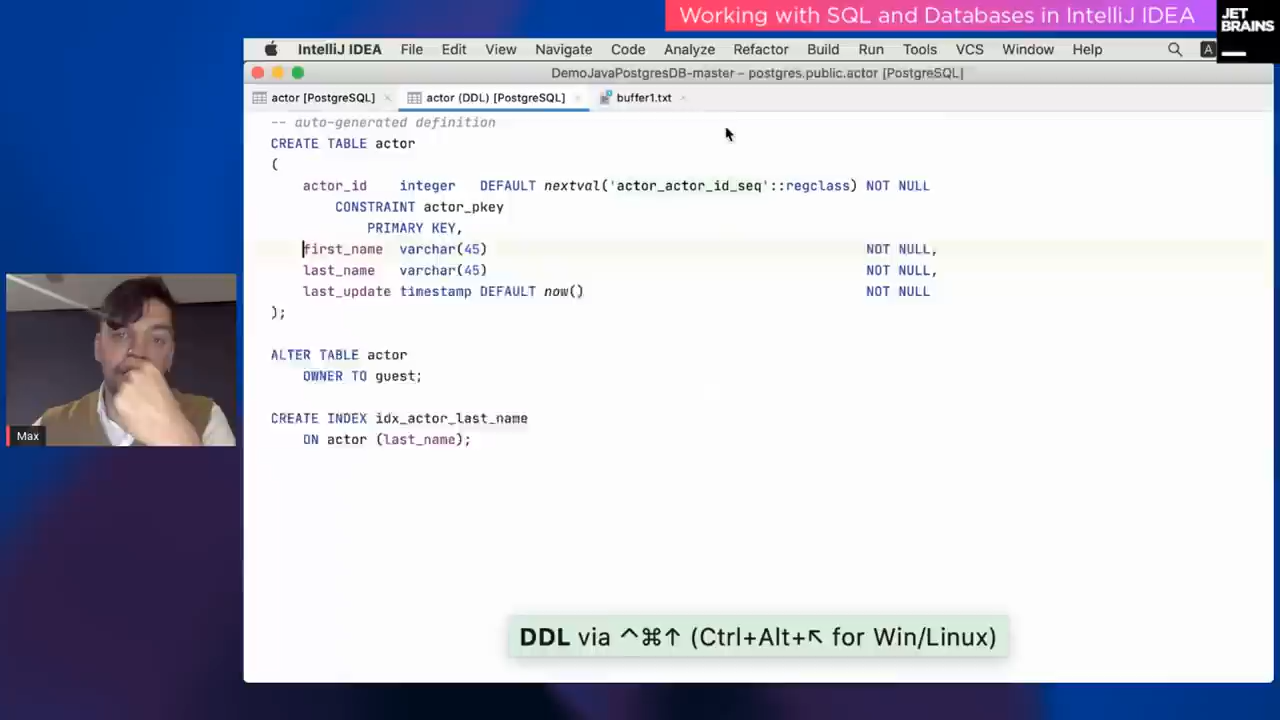 Working with SQL and Databases in IntelliJ IDEA
JET
BRAINS
IntelliJ IDEA File Edit View Navigate Code Analyze Refactor Build Run Tools VCS Window Help A
DemoJavaPostgresDB-master – postgres.public.actor [PostgreSQL]
actor [PostgreSQL] actor (DDL) [PostgreSQL] buffer1.txt
-- auto-generated definition
CREATE TABLE actor
(
actor_id integer DEFAULT nextval('actor_actor_id_seq'::regclass) NOT NULL
CONSTRAINT actor_pkey
PRIMARY KEY,
first_name varchar(45) NOT NULL,
last_name varchar(45) NOT NULL,
last_update timestamp DEFAULT now() NOT NULL
);
ALTER TABLE actor
OWNER TO guest;
CREATE INDEX idx_actor_last_name
ON actor (last_name);
Max
DDL via ⌃⌘↑ (Ctrl+Alt+↖ for Win/Linux)